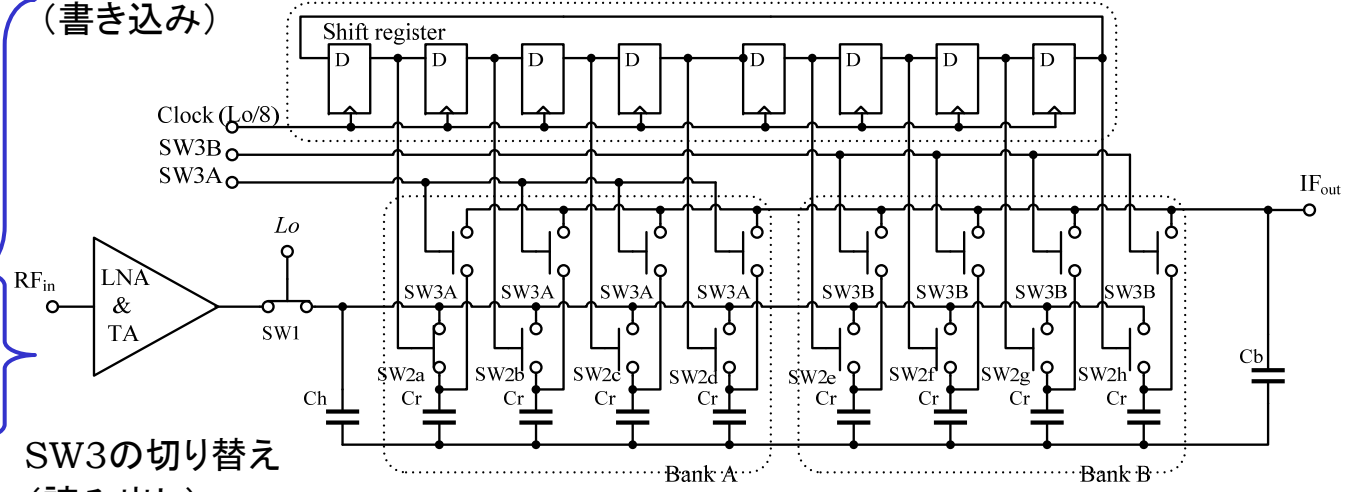 （書き込み）
Shift register
D D D D D D D D
Clock (Lo/8)
SW3B
SW3A
IFout
Lo
RFin
LNA
&
TA
SW1
SW3A SW3A SW3A SW3A SW3B SW3B SW3B SW3B
SW2a SW2b SW2c SW2d SW2e SW2f SW2g SW2h
Cb
Ch Cr Cr Cr Cr Cr Cr Cr Cr
SW3の切り替え
Bank A Bank B